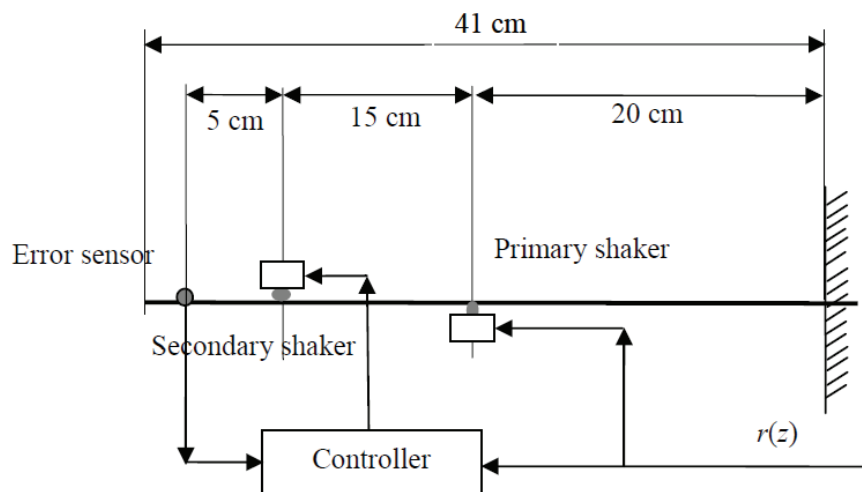 41 cm
5 cm
15 cm
20 cm
Primary shaker
Error sensor
Secondary shaker
r(z)
Controller